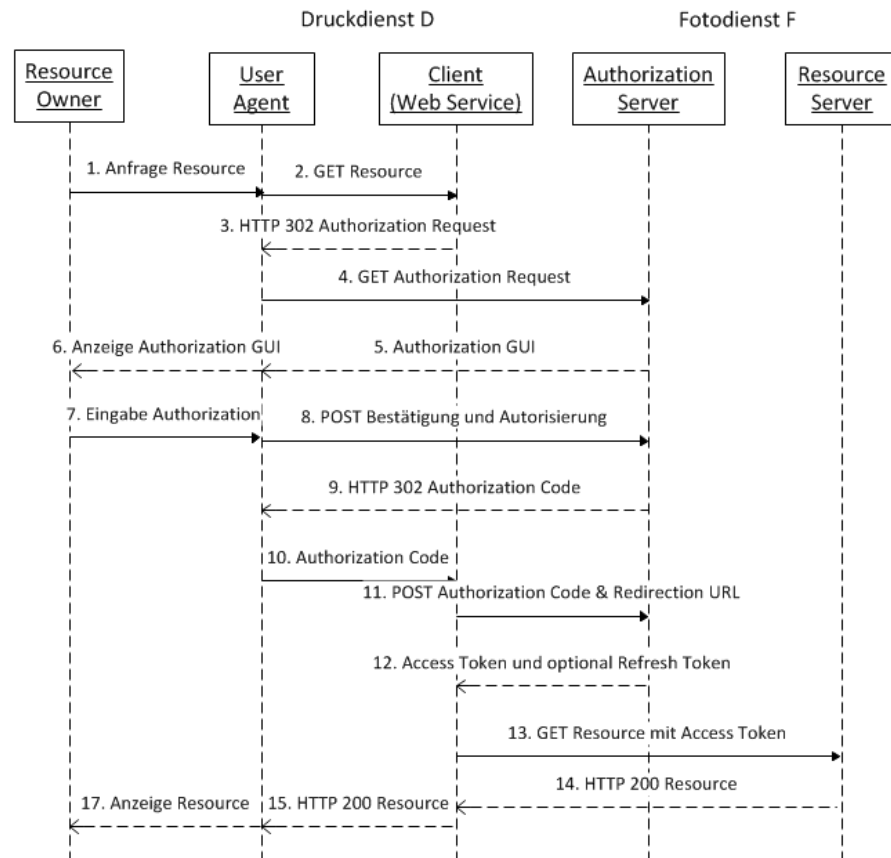 Druckdienst D
Fotodienst F
Resource
Owner
User
Agent
Client
(Web Service)
Authorization
Server
Resource
Server
1. Anfrage Resource
2. GET Resource
3. HTTP 302 Authorization Request
4. GET Authorization Request
6. Anzeige Authorization GUI
5. Authorization GUI
7. Eingabe Authorization
8. POST Bestätigung und Autorisierung
9. HTTP 302 Authorization Code
10. Authorization Code
11. POST Authorization Code & Redirection URL
12. Access Token und optional Refresh Token
13. GET Resource mit Access Token
14. HTTP 200 Resource
17. Anzeige Resource
15. HTTP 200 Resource